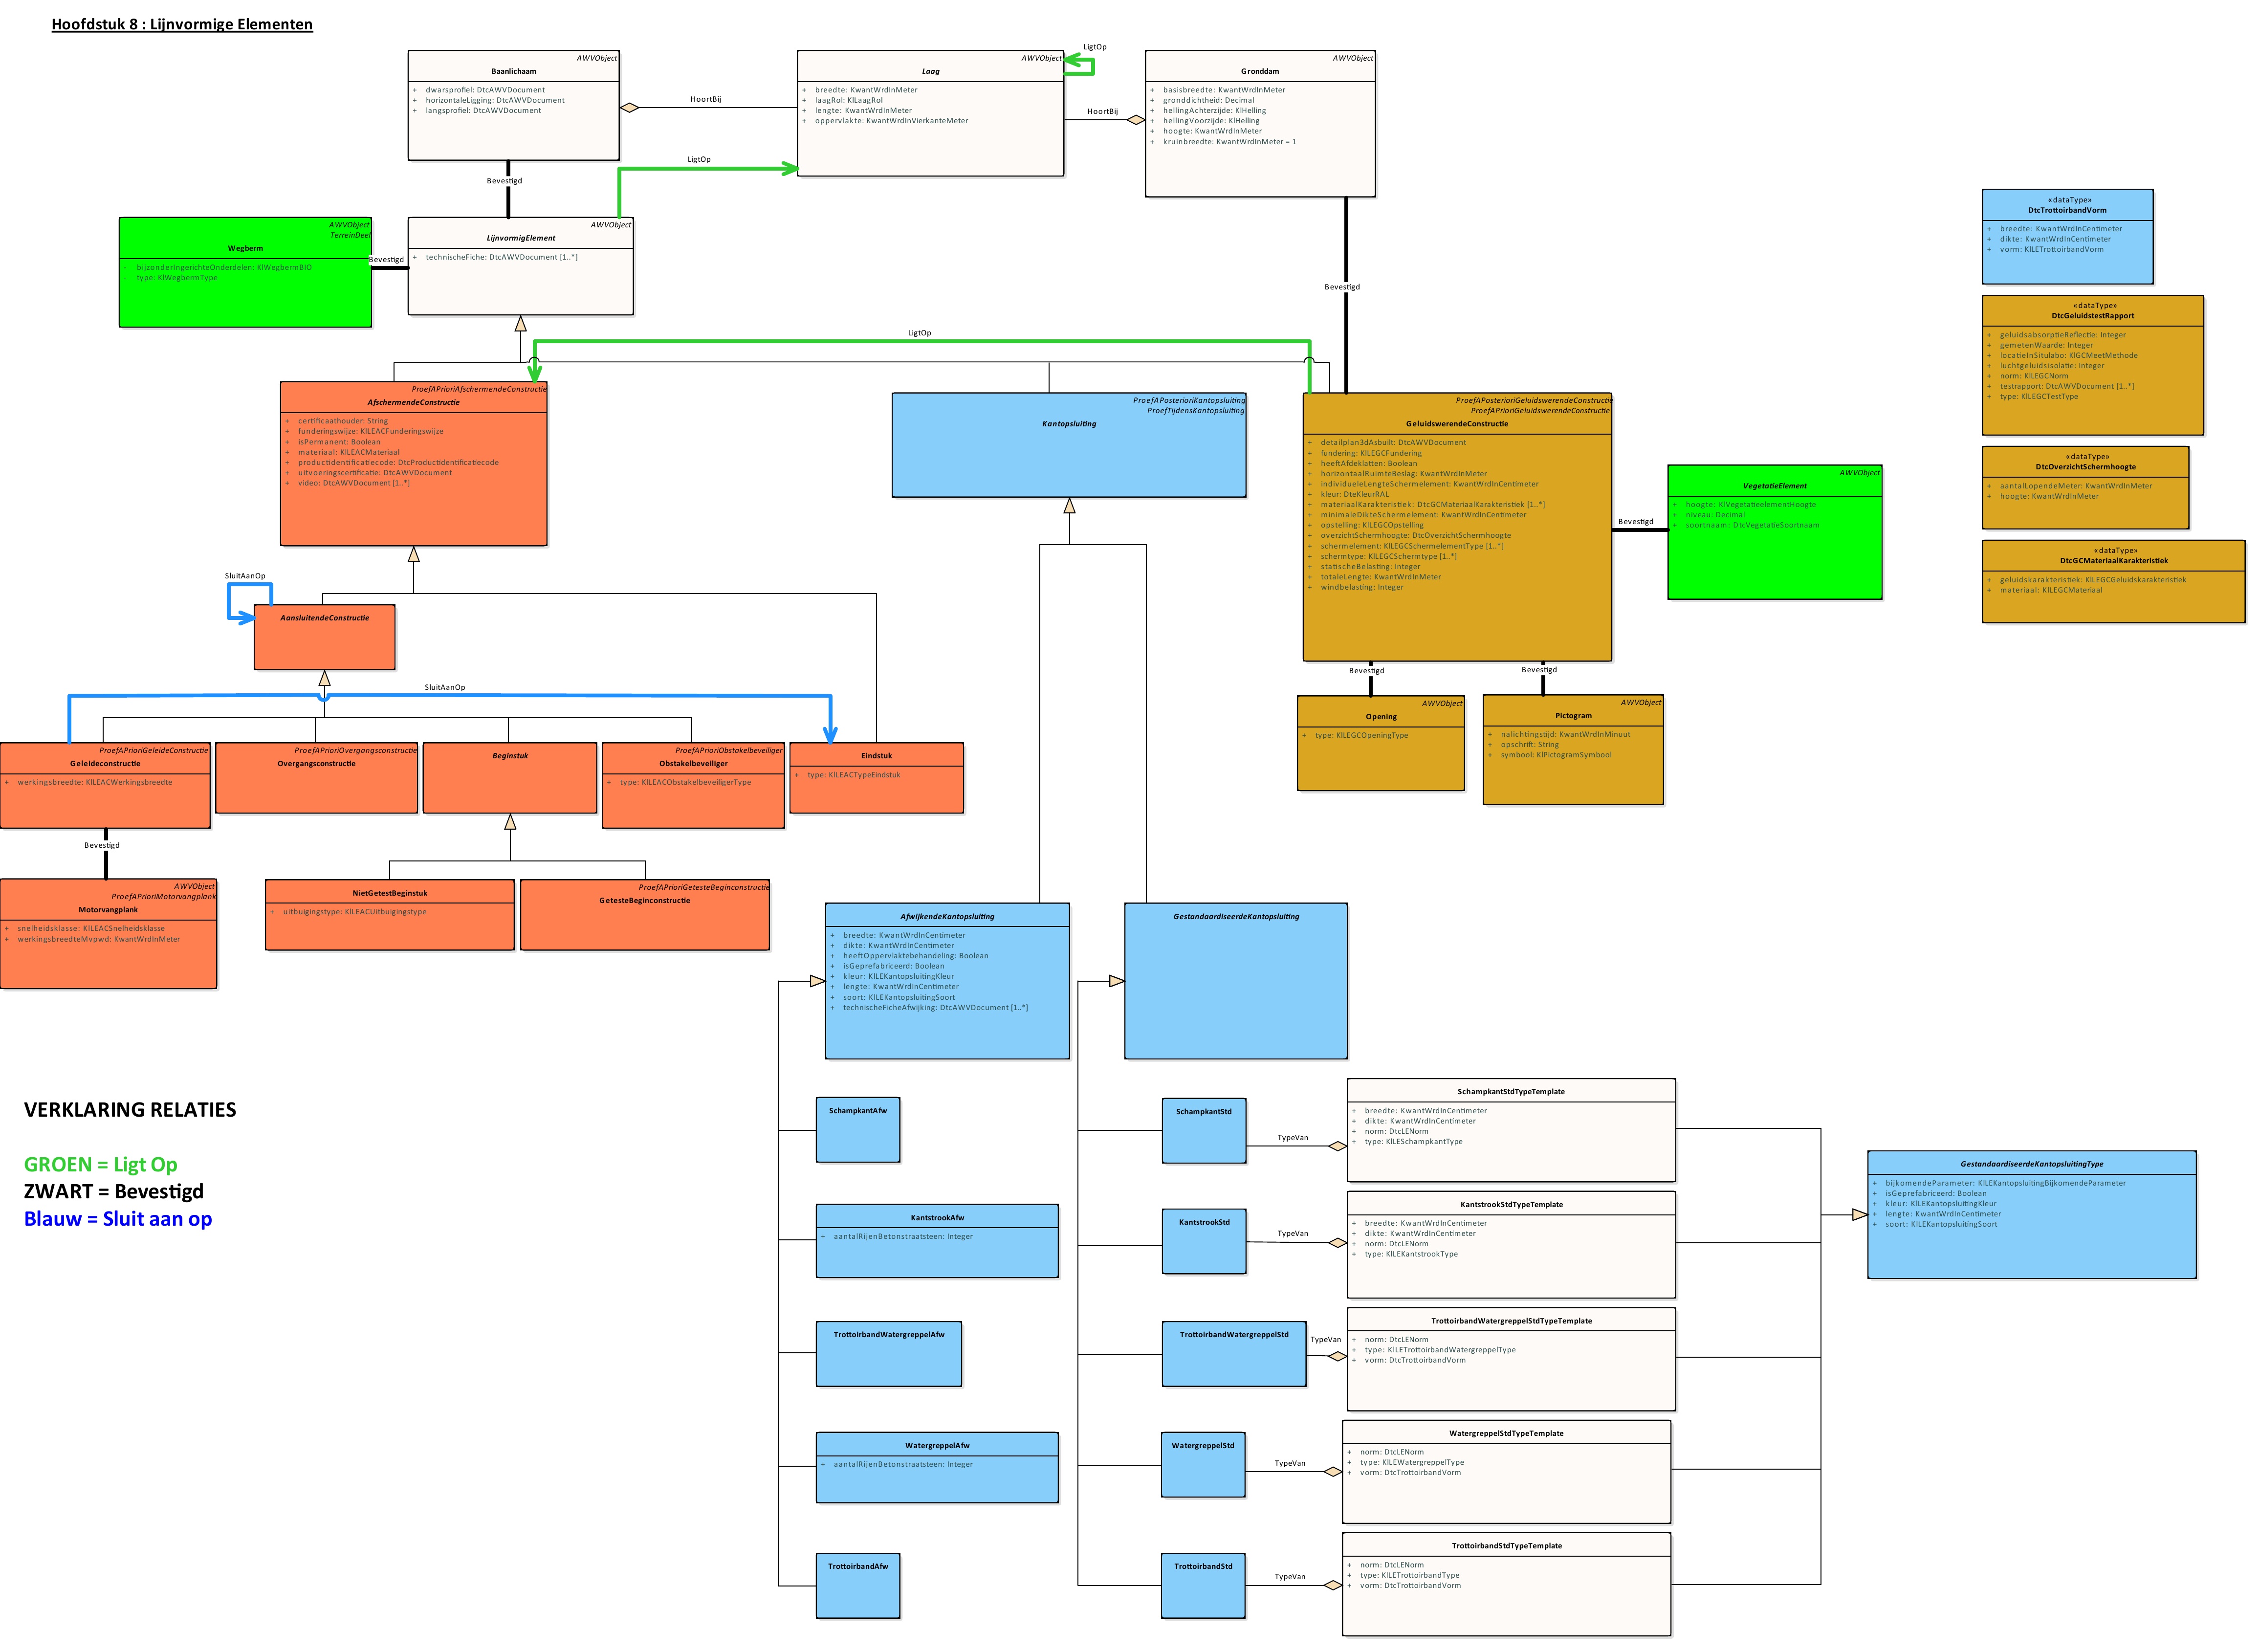 Hoofdstuk 8 : Lijnvormige Elementen
AWVObject
Baanlichaam
+ dwarsprofiel: DtcAWVDocument
+ horizontaleLigging: DtcAWVDocument
+ langsprofiel: DtcAWVDocument
HoortBij
AWVObject
Laag
+ breedte: KwantWrdInMeter
+ laagRol: KlLaagRol
+ lengte: KwantWrdInMeter
+ oppervlakte: KwantWrdInVierkanteMeter
LigtOp
HoortBij
AWVObject
Gronddam
+ basisbreedte: KwantWrdInMeter
+ gronddichtheid: Decimal
+ hellingAchterzijde: KlHelling
+ hellingVoorzijde: KlHelling
+ hoogte: KwantWrdInMeter
+ kruinbreedte: KwantWrdInMeter = 1
Bevestigd
LigtOp
AWVObject
TerreinDeel
Wegberm
- bijzonderIngerichteOnderdelen: KlWegbermBIO
- type: KlWegbermType
Bevestigd
AWVObject
LijnvormigElement
+ technischeFiche: DtcAWVDocument [1..*]
Bevestigd
LigtOp
«dataType»
DtcTrottoirbandVorm
+ breedte: KwantWrdInCentimeter
+ dikte: KwantWrdInCentimeter
+ vorm: KlLETrottoirbandVorm
«dataType»
DtcGeluidstestRapport
+ geluidsabsorptieReflectie: Integer
+ gemetenWaarde: Integer
+ locatieInSitulabo: KlGCMeetMethode
+ luchtgeluidsisolatie: Integer
+ norm: KlLEGCNorm
+ testrapport: DtcAWVDocument [1..*]
+ type: KlLEGCTestType
«dataType»
DtcOverzichtSchermhoogte
+ aantalLopendeMeter: KwantWrdInMeter
+ hoogte: KwantWrdInMeter
«dataType»
DtcGCMateriaalKarakteristiek
+ geluidskarakteristiek: KlLEGCGeluidskarakteristiek
+ materiaal: KlLEGCMateriaal
ProefAPrioriAfschermendeConstructie
AfschermendeConstructie
+ certificaathouder: String
+ funderingswijze: KlLEACFunderingswijze
+ isPermanent: Boolean
+ materiaal: KlLEACMateriaal
+ productidentificatiecode: DtcProductidentificatiecode
+ uitvoeringscertificatie: DtcAWVDocument
+ video: DtcAWVDocument [1..*]
ProefAPosterioriKantopsluiting
ProefTijdensKantopsluiting
Kantopsluiting
ProefAPosterioriGeluidswerendeConstructie
ProefAPrioriGeluidswerendeConstructie
GeluidswerendeConstructie
+ detailplan3dAsbuilt: DtcAWVDocument
+ fundering: KlLEGCFundering
+ heeftAfdeklatten: Boolean
+ horizontaalRuimteBeslag: KwantWrdInMeter
+ individueleLengteSchermelement: KwantWrdInCentimeter
+ kleur: DteKleurRAL
+ materiaalKarakteristiek: DtcGCMateriaalKarakteristiek [1..*]
+ minimaleDikteSchermelement: KwantWrdInCentimeter
+ opstelling: KlLEGCOpstelling
+ overzichtSchermhoogte: DtcOverzichtSchermhoogte
+ schermelement: KlLEGCSchermelementType [1..*]
+ schermtype: KlLEGCSchermtype [1..*]
+ statischeBelasting: Integer
+ totaleLengte: KwantWrdInMeter
+ windbelasting: Integer
Bevestigd
AWVObject
VegetatieElement
+ hoogte: KlVegetatieelementHoogte
+ niveau: Decimal
+ soortnaam: DtcVegetatieSoortnaam
SluitAanOp
AansluitendeConstructie
SluitAanOp
Bevestigd
Bevestigd
AWVObject
Opening
+ type: KlLEGCOpeningType
AWVObject
Pictogram
+ nalichtingstijd: KwantWrdInMinuut
+ opschrift: String
+ symbool: KlPictogramSymbool
ProefAPrioriGeleideConstructie
Geleideconstructie
+ werkingsbreedte: KlLEACWerkingsbreedte
ProefAPrioriOvergangsconstructie
Overgangsconstructie
Beginstuk
ProefAPrioriObstakelbeveiliger
Obstakelbeveiliger
+ type: KlLEACObstakelbeveiligerType
Eindstuk
+ type: KlLEACTypeEindstuk
Bevestigd
AWVObject
ProefAPrioriMotorvangplank
Motorvangplank
+ snelheidsklasse: KlLEACSnelheidsklasse
+ werkingsbreedteMvpwd: KwantWrdInMeter
NietGetestBeginstuk
+ uitbuigingstype: KlLEACUitbuigingstype
ProefAPrioriGetesteBeginconstructie
GetesteBeginconstructie
AfwijkendeKantopsluiting
+ breedte: KwantWrdInCentimeter
+ dikte: KwantWrdInCentimeter
+ heeftOppervlaktebehandeling: Boolean
+ isGeprefabriceerd: Boolean
+ kleur: KlLEKantopsluitingKleur
+ lengte: KwantWrdInCentimeter
+ soort: KlLEKantopsluitingSoort
+ technischeFicheAfwijking: DtcAWVDocument [1..*]
GestandaardiseerdeKantopsluiting
VERKLARING RELATIES
GROEN = Ligt Op
ZWART = Bevestigd
Blauw = Sluit aan op
SchampkantAfw
SchampkantStd
TypeVan
SchampkantStdTypeTemplate
+ breedte: KwantWrdInCentimeter
+ dikte: KwantWrdInCentimeter
+ norm: DtcLENorm
+ type: KlLESchampkantType
GestandaardiseerdeKantopsluitingType
+ bijkomendeParameter: KlLEKantopsluitingBijkomendeParameter
+ isGeprefabriceerd: Boolean
+ kleur: KlLEKantopsluitingKleur
+ lengte: KwantWrdInCentimeter
+ soort: KlLEKantopsluitingSoort
KantstrookAfw
+ aantalRijenBetonstraatsteen: Integer
KantstrookStd
TypeVan
KantstrookStdTypeTemplate
+ breedte: KwantWrdInCentimeter
+ dikte: KwantWrdInCentimeter
+ norm: DtcLENorm
+ type: KlLEKantstrookType
TrottoirbandWatergreppelAfw
TrottoirbandWatergreppelStd
TypeVan
TrottoirbandWatergreppelStdTypeTemplate
+ norm: DtcLENorm
+ type: KlLETrottoirbandWatergreppelType
+ vorm: DtcTrottoirbandVorm
WatergreppelAfw
+ aantalRijenBetonstraatsteen: Integer
WatergreppelStd
TypeVan
WatergreppelStdTypeTemplate
+ norm: DtcLENorm
+ type: KlLEWatergreppelType
+ vorm: DtcTrottoirbandVorm
TrottoirbandAfw
TrottoirbandStd
TypeVan
TrottoirbandStdTypeTemplate
+ norm: DtcLENorm
+ type: KlLETrottoirbandType
+ vorm: DtcTrottoirbandVorm